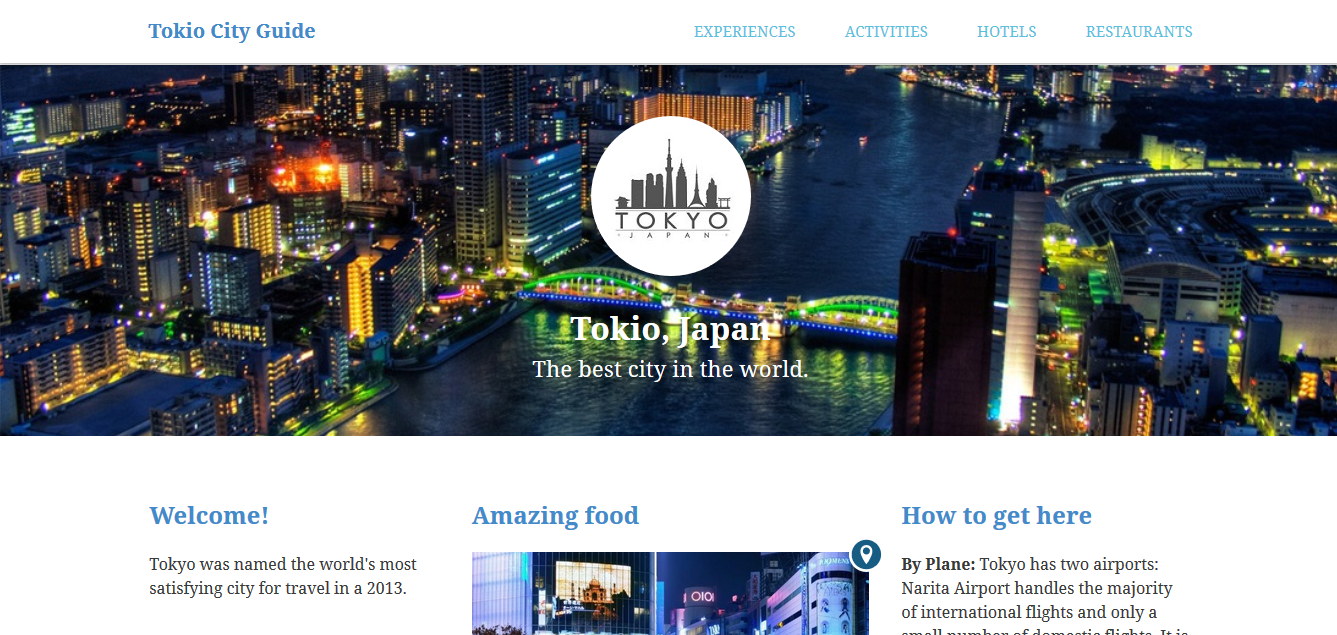 Tokio City Guide
EXPERIENCES ACTIVITIES HOTELS RESTAURANTS
TOKYO
JAPAN
Tokio, Japan
The best city in the world.
Welcome!
Tokyo was named the world's most
satisfying city for travel in a 2013.
Amazing food
OIOI
How to get here
By Plane: Tokyo has two airports:
Narita Airport handles the majority
of international flights and only a
small number of domestic flights. It is